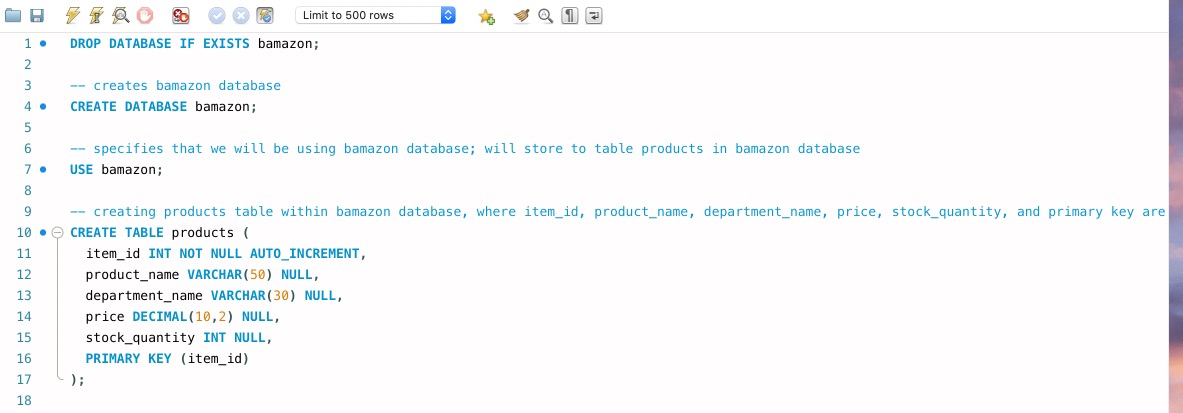 Limit to 500 rows
1 DROP DATABASE IF EXISTS bamazon;
2
3 -- creates bamazon database
4 CREATE DATABASE bamazon;
5
6 -- specifies that we will be using bamazon database; will store to table products in bamazon database
7 USE bamazon;
8
9 -- creating products table within bamazon database, where item_id, product_name, department_name, price, stock_quantity, and primary key are
10 CREATE TABLE products (
11 item_id INT NOT NULL AUTO_INCREMENT,
12 product_name VARCHAR(50) NULL,
13 department_name VARCHAR(30) NULL,
14 price DECIMAL(10,2) NULL,
15 stock_quantity INT NULL,
16 PRIMARY KEY (item_id)
17 );
18